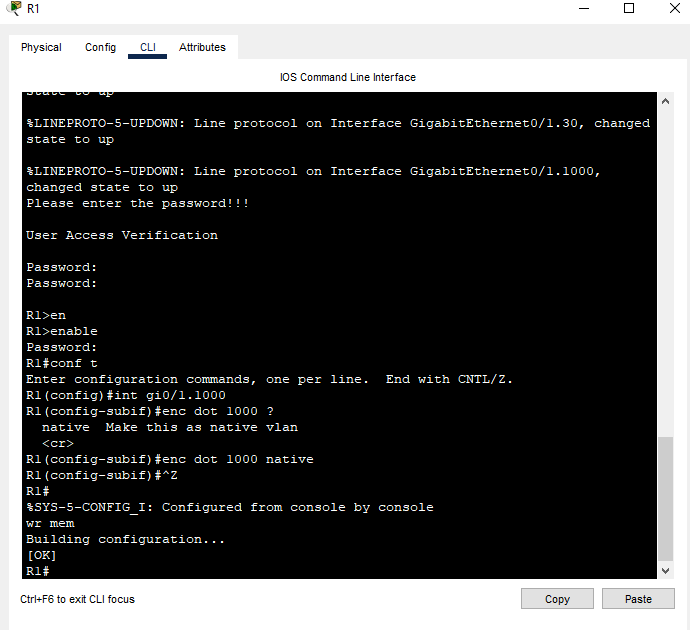 R1
Physical Config CLI Attributes
IOS Command Line Interface
state to up
%LINEPROTO-5-UPDOWN: Line protocol on Interface GigabitEthernet0/1.30, changed
state to up
%LINEPROTO-5-UPDOWN: Line protocol on Interface GigabitEthernet0/1.1000,
changed state to up
Please enter the password!!!
User Access Verification
Password:
Password:
R1>en
R1>enable
Password:
R1#conf t
Enter configuration commands, one per line.  End with CNTL/Z.
R1(config)#int gi0/1.1000
R1(config-subif)#enc dot 1000 ?
  native  Make this as native vlan
  <cr>
R1(config-subif)#enc dot 1000 native
R1(config-subif)#^Z
R1#
%SYS-5-CONFIG_I: Configured from console by console
wr mem
Building configuration...
[OK]
R1#
Ctrl+F6 to exit CLI focus
Copy Paste